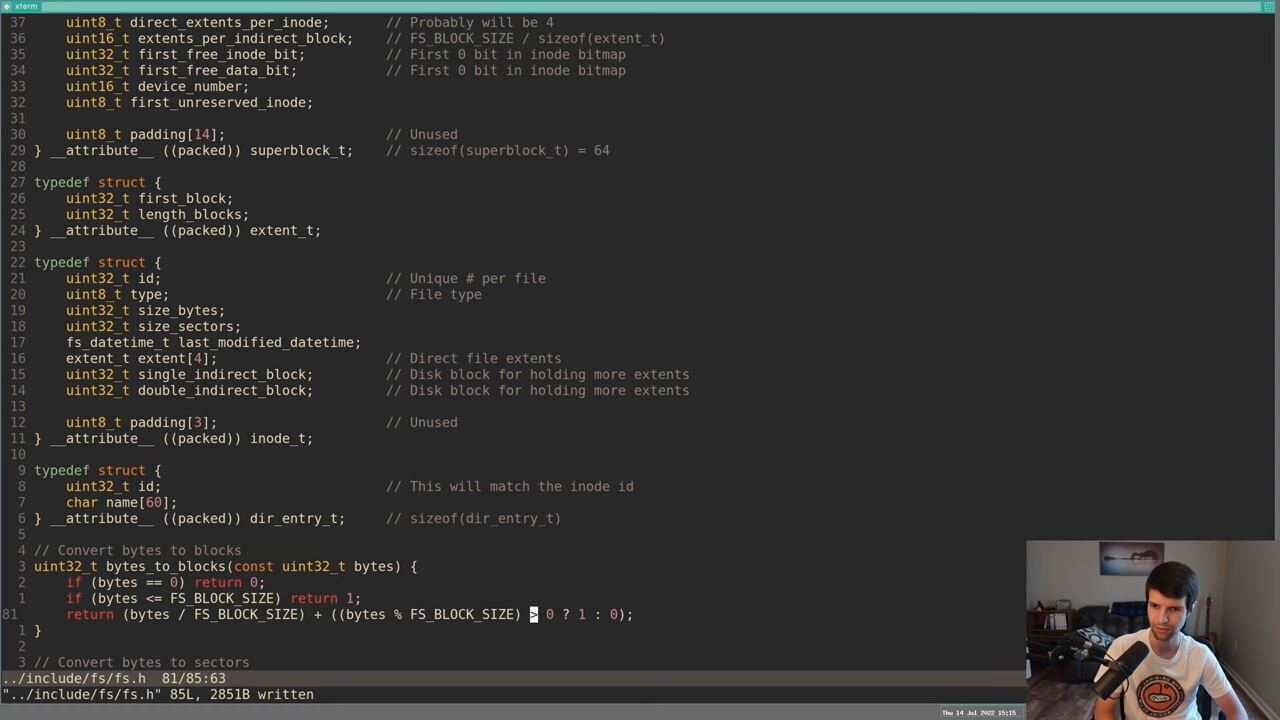 xterm
37 uint8_t direct_extents_per_inode; // Probably will be 4
36 uint16_t extents_per_indirect_block; // FS_BLOCK_SIZE / sizeof(extent_t)
35 uint32_t first_free_inode_bit; // First 0 bit in inode bitmap
34 uint32_t first_free_data_bit; // First 0 bit in inode bitmap
33 uint16_t device_number;
32 uint8_t first_unreserved_inode;
31
30 uint8_t padding[14]; // Unused
29 } __attribute__ ((packed)) superblock_t; // sizeof(superblock_t) = 64
28
27 typedef struct {
26 uint32_t first_block;
25 uint32_t length_blocks;
24 } __attribute__ ((packed)) extent_t;
23
22 typedef struct {
21 uint32_t id; // Unique # per file
20 uint8_t type; // File type
19 uint32_t size_bytes;
18 uint32_t size_sectors;
17 fs_datetime_t last_modified_datetime;
16 extent_t extent[4]; // Direct file extents
15 uint32_t single_indirect_block; // Disk block for holding more extents
14 uint32_t double_indirect_block; // Disk block for holding more extents
13
12 uint8_t padding[3]; // Unused
11 } __attribute__ ((packed)) inode_t;
10
9 typedef struct {
8 uint32_t id; // This will match the inode id
7 char name[60];
6 } __attribute__ ((packed)) dir_entry_t; // sizeof(dir_entry_t)
5
4 // Convert bytes to blocks
3 uint32_t bytes_to_blocks(const uint32_t bytes) {
2 if (bytes == 0) return 0;
1 if (bytes <= FS_BLOCK_SIZE) return 1;
81 return (bytes / FS_BLOCK_SIZE) + ((bytes % FS_BLOCK_SIZE) > 0 ? 1 : 0);
1 }
2
3 // Convert bytes to sectors
../include/fs/fs.h 81/85:63
"../include/fs/fs.h" 85L, 2851B written
Thu 14 Jul 2022 15:15